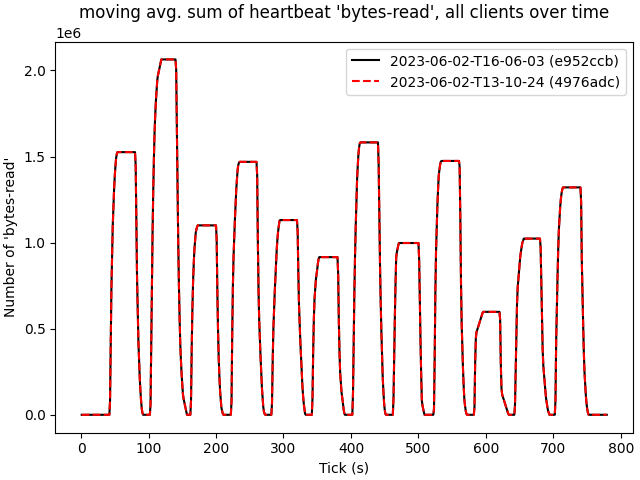 moving avg. sum of heartbeat 'bytes-read', all clients over time
1e6
2023-06-02-T16-06-03 (e952ccb)
2023-06-02-T13-10-24 (4976adc)
2.0
1.5
1.0
0.5
0.0
Number of 'bytes-read'
0 100 200 300 400 500 600 700 800
Tick (s)